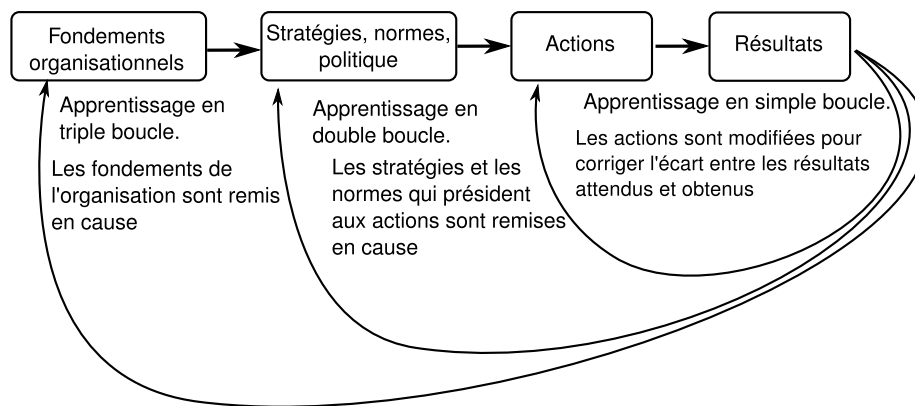 Fondements
organisationnels
Stratégies, normes,
politique
Actions
Résultats
Apprentissage en
triple boucle.
Les fondements de
l'organisation sont remis
en cause
Apprentissage en
double boucle.
Les stratégies et les
normes qui président
aux actions sont remises
en cause
Apprentissage en simple boucle.
Les actions sont modifiées pour
corriger l'écart entre les résultats
attendus et obtenus